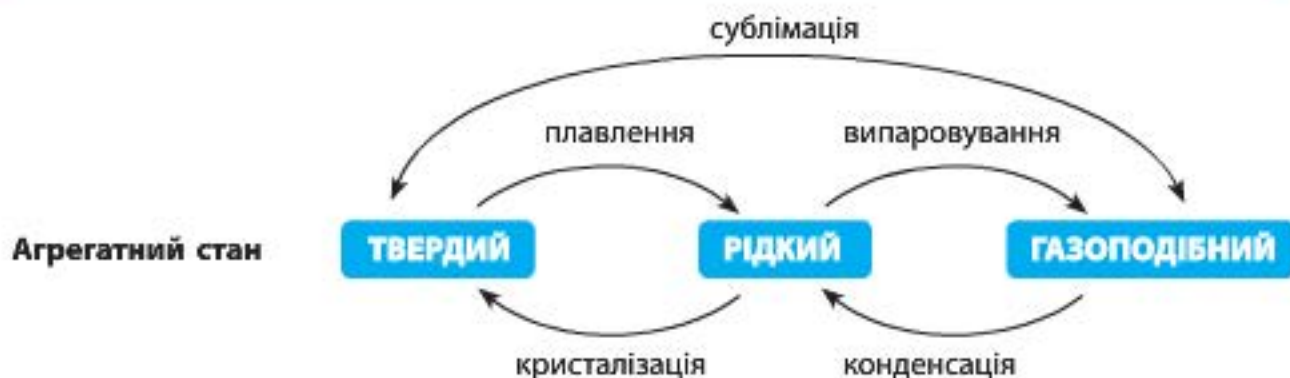 сублімація
плавлення
випаровування
Агрегатний стан
ТВЕРДИЙ
РІДКИЙ
ГАЗОПОДІБНИЙ
кристалізація
конденсація